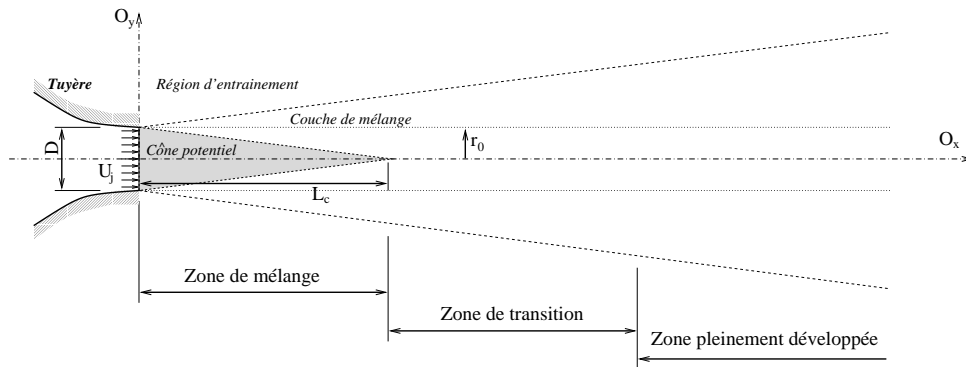 O_y
Tuyère
Région d'entrainement
Couche de mélange
r_0
O_x
D
Cône potentiel
U_j
L_c
Zone de mélange
Zone de transition
Zone pleinement développée